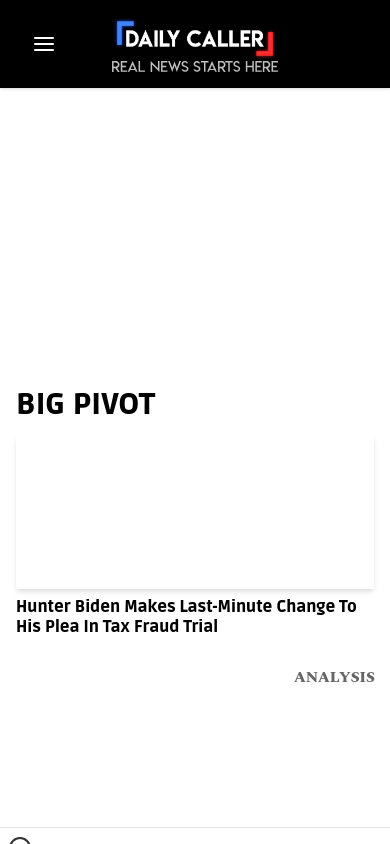 DAILY CALLER
REAL NEWS STARTS HERE
BIG PIVOT
Hunter Biden Makes Last-Minute Change To
His Plea In Tax Fraud Trial
ANALYSIS